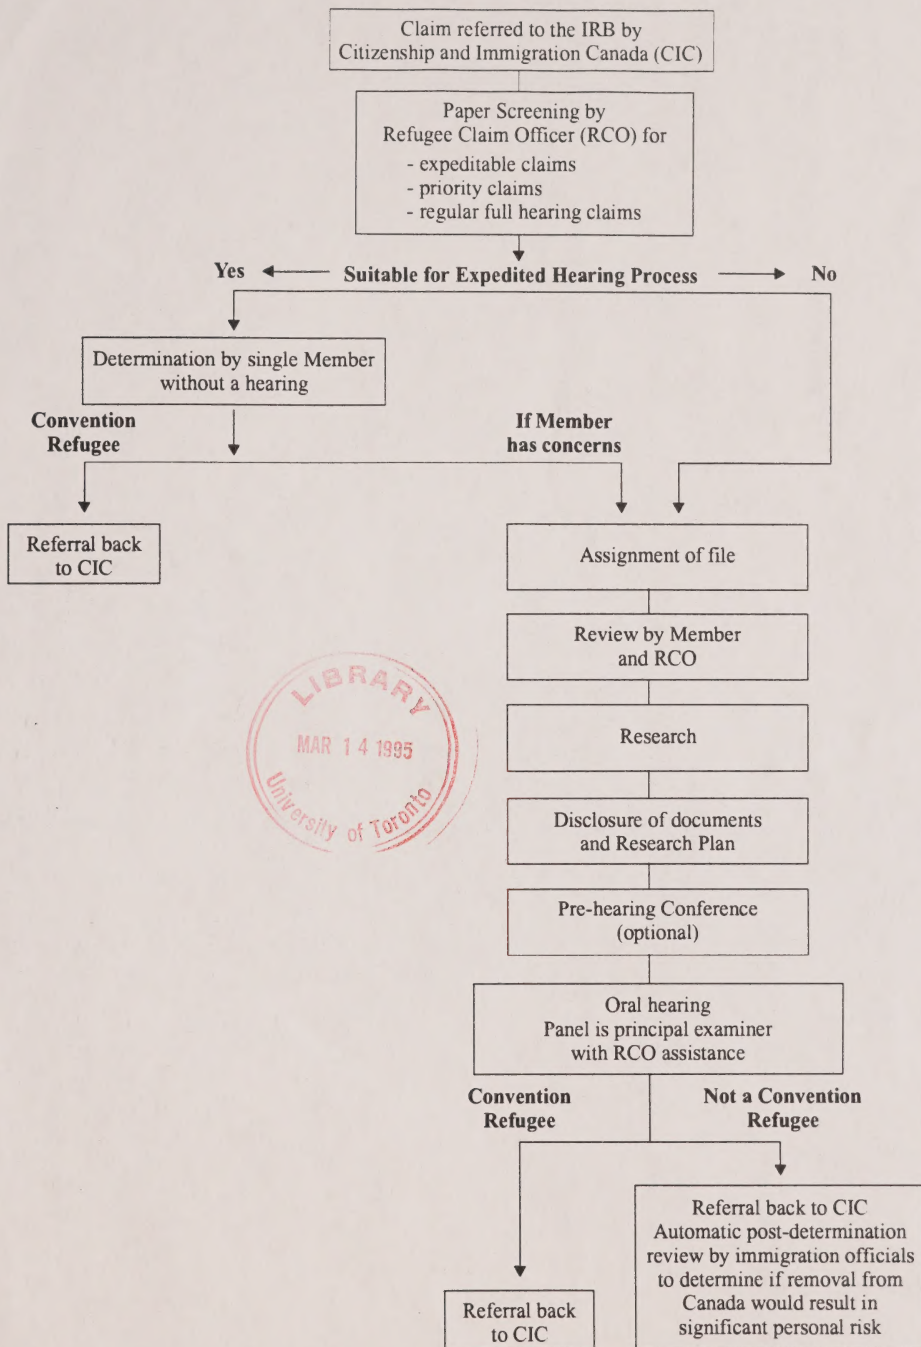 Claim referred to the IRB by
Citizenship and Immigration Canada (CIC)
Paper Screening by
Refugee Claim Officer (RCO) for
- expeditable claims
- priority claims
- regular full hearing claims
Yes
Suitable for Expedited Hearing Process
No
Determination by single Member
without a hearing
Convention
Refugee
If Member
has concerns
Referral back
to CIC
Assignment of file
Review by Member
and RCO
LIBRARY
MAR 14 1995
University of Toronto
Research
Disclosure of documents
and Research Plan
Pre-hearing Conference
(optional)
Oral hearing
Panel is principal examiner
with RCO assistance
Convention
Refugee
Not a Convention
Refugee
Referral back
to CIC
Referral back to CIC
Automatic post-determination
review by immigration officials
to determine if removal from
Canada would result in
significant personal risk